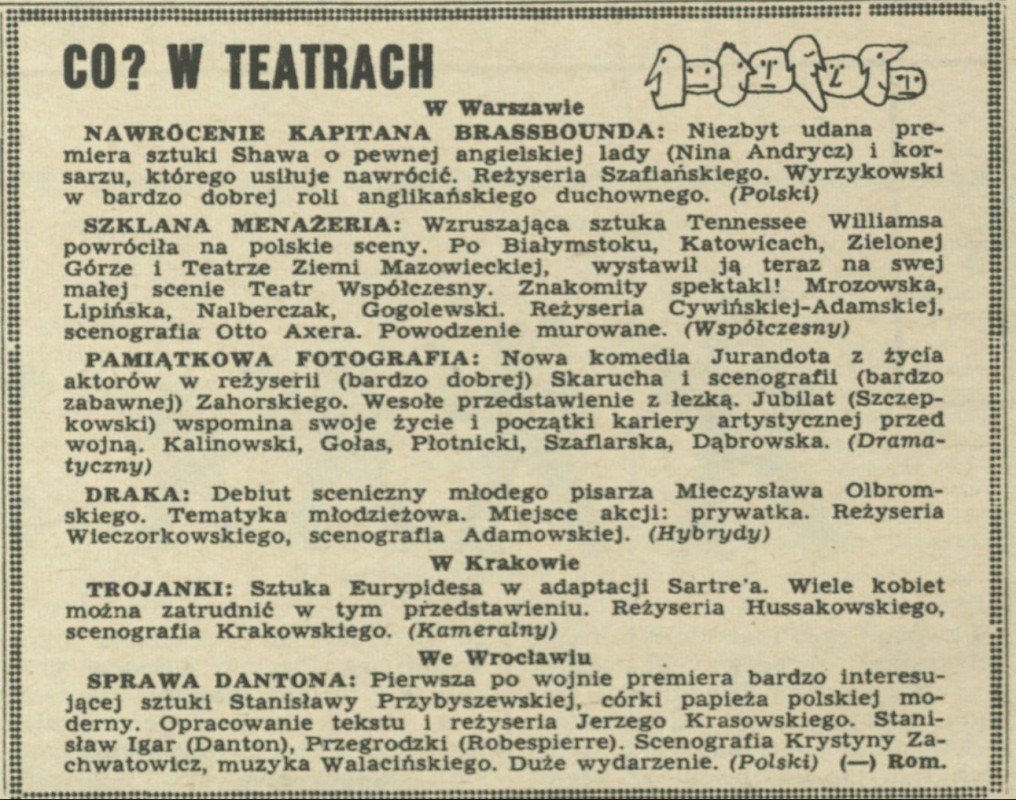 CO? W TEATRACH
W Warszawie
NAWRÓCENIE KAPITANA BRASSBOUNDA: Niezbyt udana pre-
miera sztuki Shawa o pewnej angielskiej lady (Nina Andrycz) i kor-
sarzu, którego usiłuje nawrócić. Reżyseria Szafiańskiego. Wyrzykowski
w bardzo dobrej roli anglikańskiego duchownego. (Polski)
SZKLANA MENAŻERIA: Wzruszająca sztuka Tennessee Williamsa
powróciła na polskie sceny. Po Białymstoku, Katowicach, Zielonej
Górze i Teatrze Ziemi Mazowieckiej, wystawił ją teraz na swej
małej scenie Teatr Współczesny. Znakomity spektakl! Mrozowska,
Lipińska, Nalberczak, Gogolewski. Reżyseria Cywińskiej-Adamskiej,
scenografia Otto Axera. Powodzenie murowane. (Współczesny)
PAMIĄTKOWA FOTOGRAFIA: Nowa komedia Jurandota z życia
aktorów w reżyserii (bardzo dobrej) Skarucha i scenografii (bardzo
zabawnej) Zahorskiego. Wesołe przedstawienie z łezką. Jubilat (Szczep-
kowski) wspomina swoje życie i początki kariery artystycznej przed
wojną. Kalinowski, Gołas, Płotnicki, Szaflarska, Dąbrowska. (Drama-
tyczny)
DRAKA: Debiut sceniczny młodego pisarza Mieczysława Olbrom-
skiego. Tematyka młodzieżowa. Miejsce akcji: prywatka. Reżyseria
Wieczorkowskiego, scenografia Adamowskiej. (Hybrydy)
W Krakowie
TROJANKI: Sztuka Eurypidesa w adaptacji Sartre'a. Wiele kobiet
można zatrudnić w tym przedstawieniu. Reżyseria Hussakowskiego,
scenografia Krakowskiego. (Kameralny)
We Wrocławiu
SPRAWA DANTONA: Pierwsza po wojnie premiera bardzo interesu-
jącej sztuki Stanisławy Przybyszewskiej, córki papieża polskiej mo-
derny. Opracowanie tekstu i reżyseria Jerzego Krasowskiego. Stani-
sław Igar (Danton), Przegrodzki (Robespierre). Scenografia Krystyny Za-
chwatowicz, muzyka Walacińskiego. Duże wydarzenie. (Polski) (—) Rom.